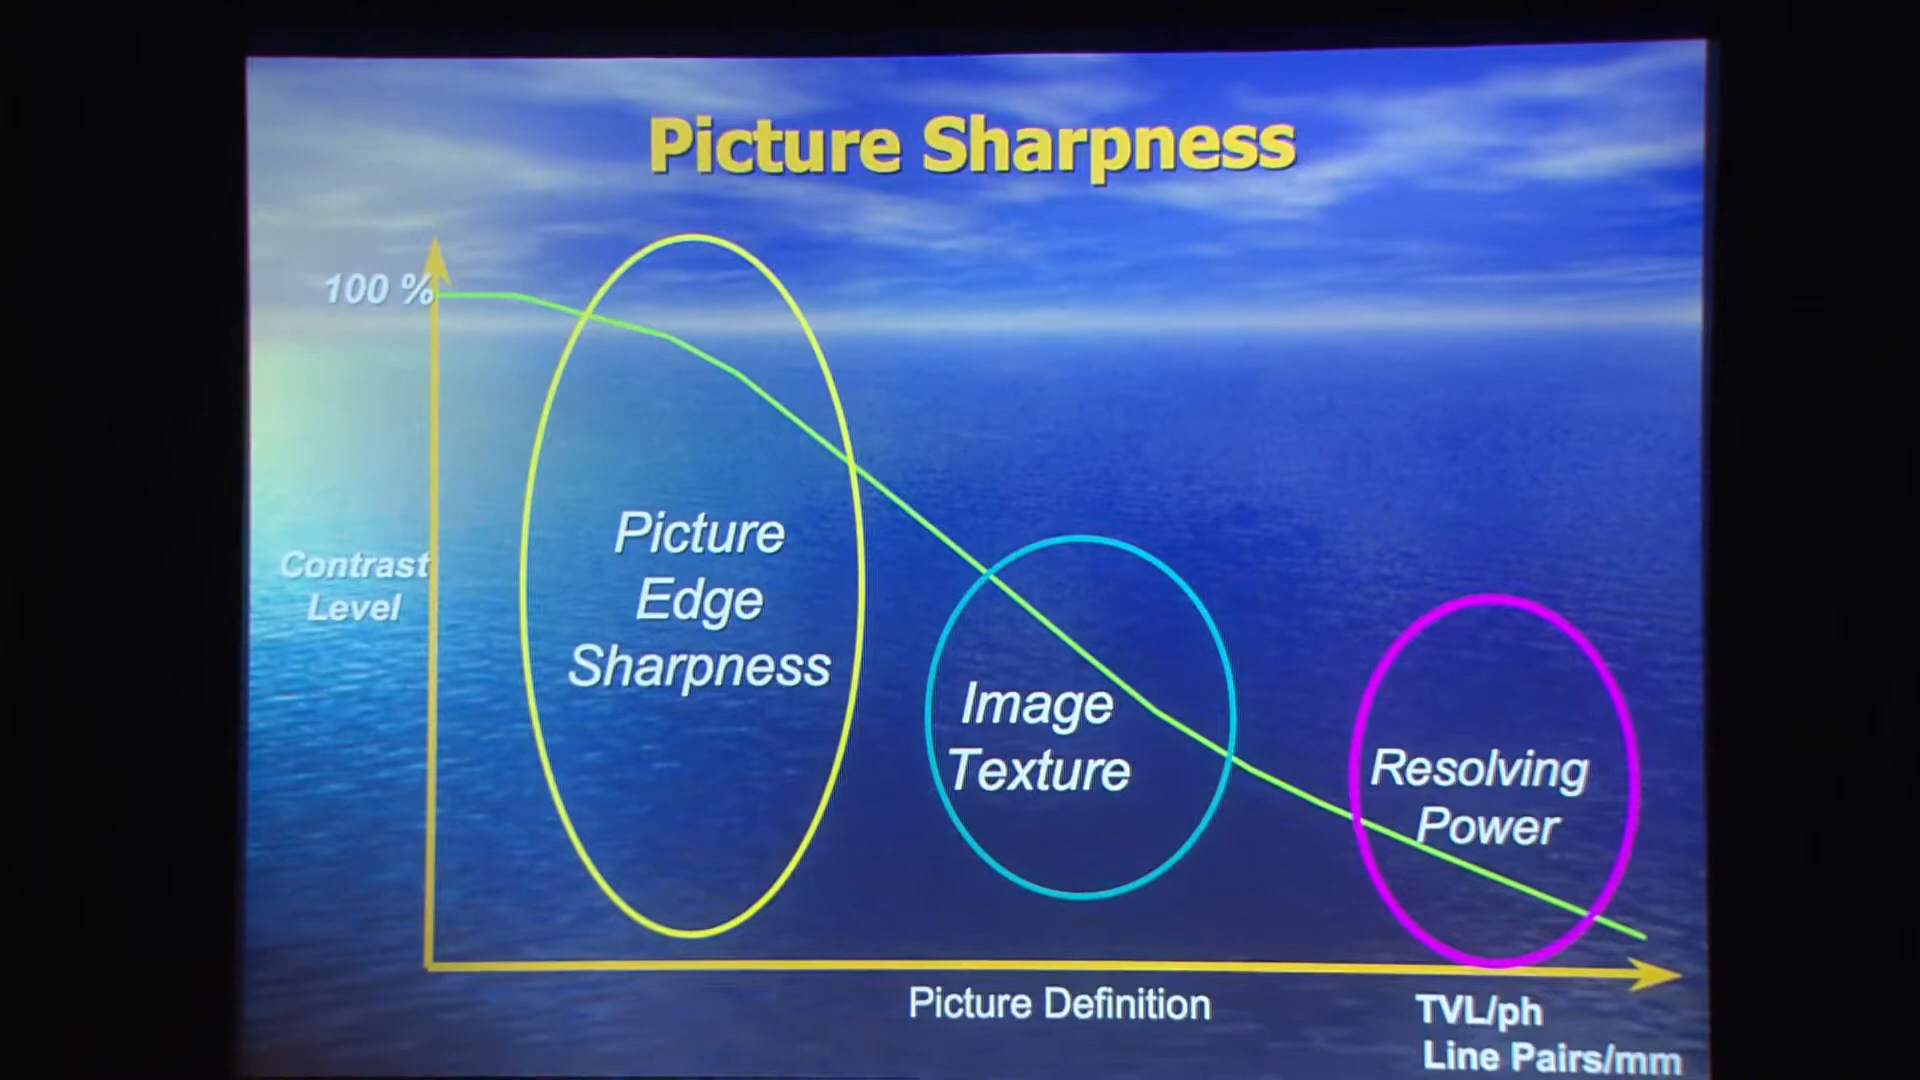 Picture Sharpness
100 %
Contrast
Level
Picture
Edge
Sharpness
Image
Texture
Resolving
Power
Picture Definition
TVL/ph
Line Pairs/mm